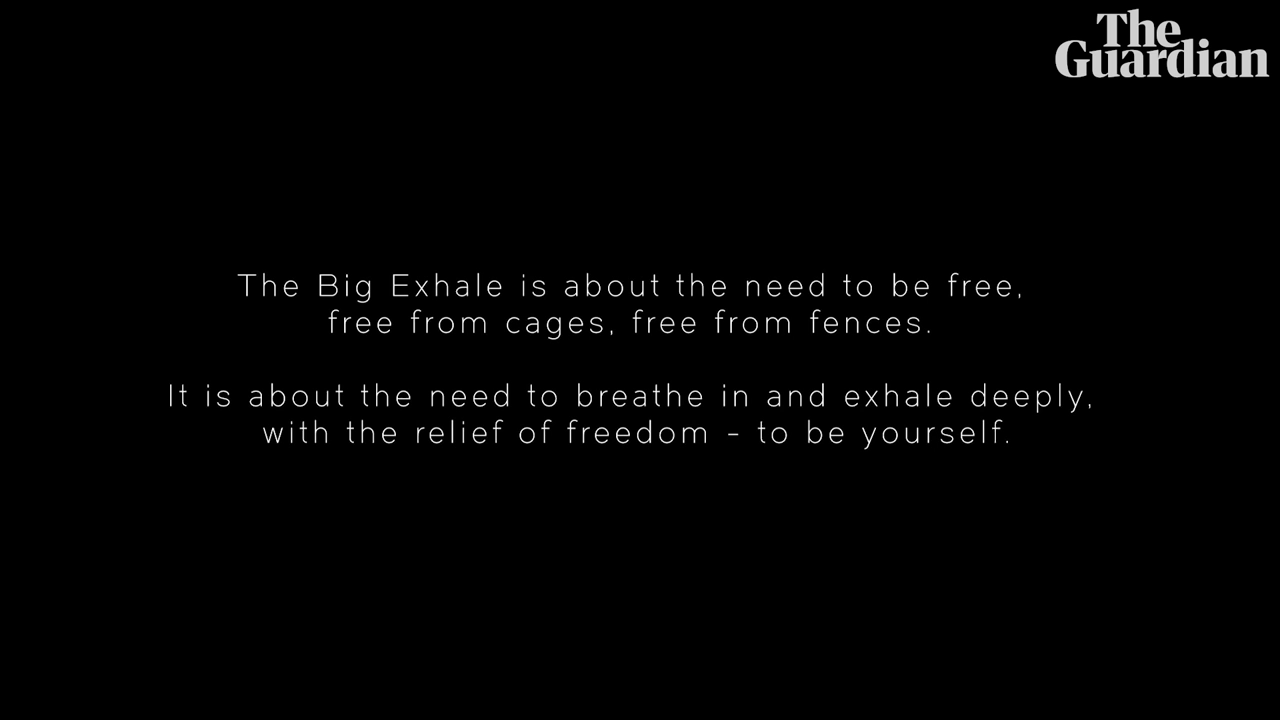 The
Guardian
The Big Exhale is about the need to be free,
free from cages, free from fences.
It is about the need to breathe in and exhale deeply,
with the relief of freedom - to be yourself.